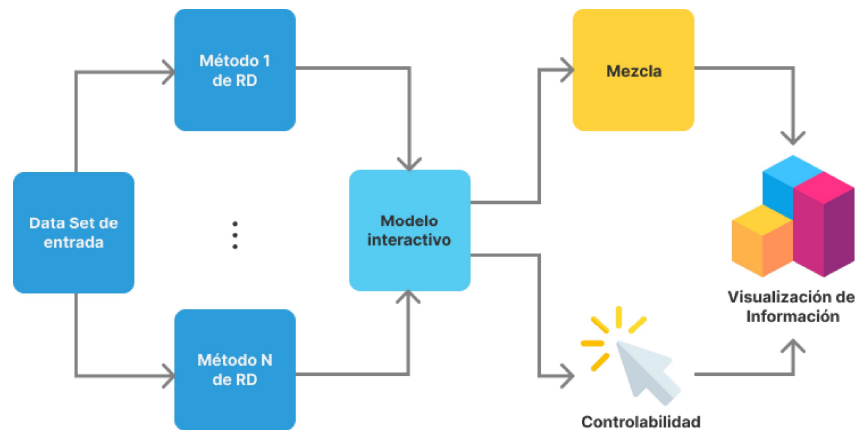 Método 1
de RD
Mezcla
Data Set de
entrada
Modelo
interactivo
Método N
de RD
Visualización de
Información
Controlabilidad